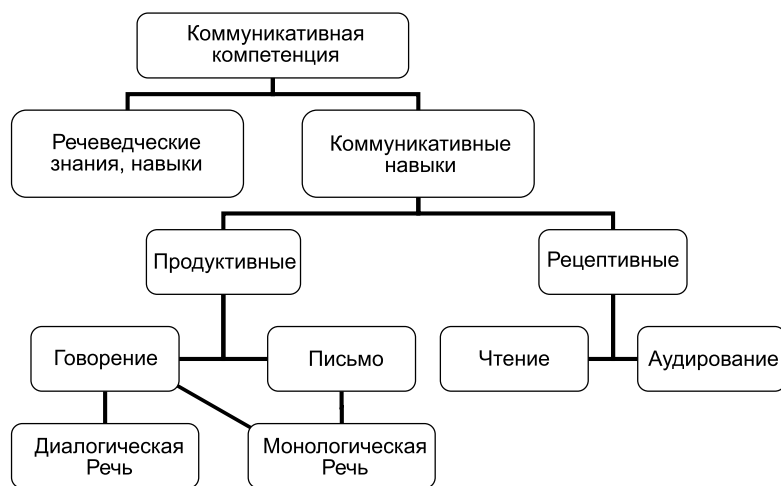 Коммуникативная
компетенция
Речеведческие
знания, навыки
Коммуникативные
навыки
Продуктивные
Рецептивные
Говорение
Письмо
Чтение
Аудирование
Диалогическая
Речь
Монологическая
Речь